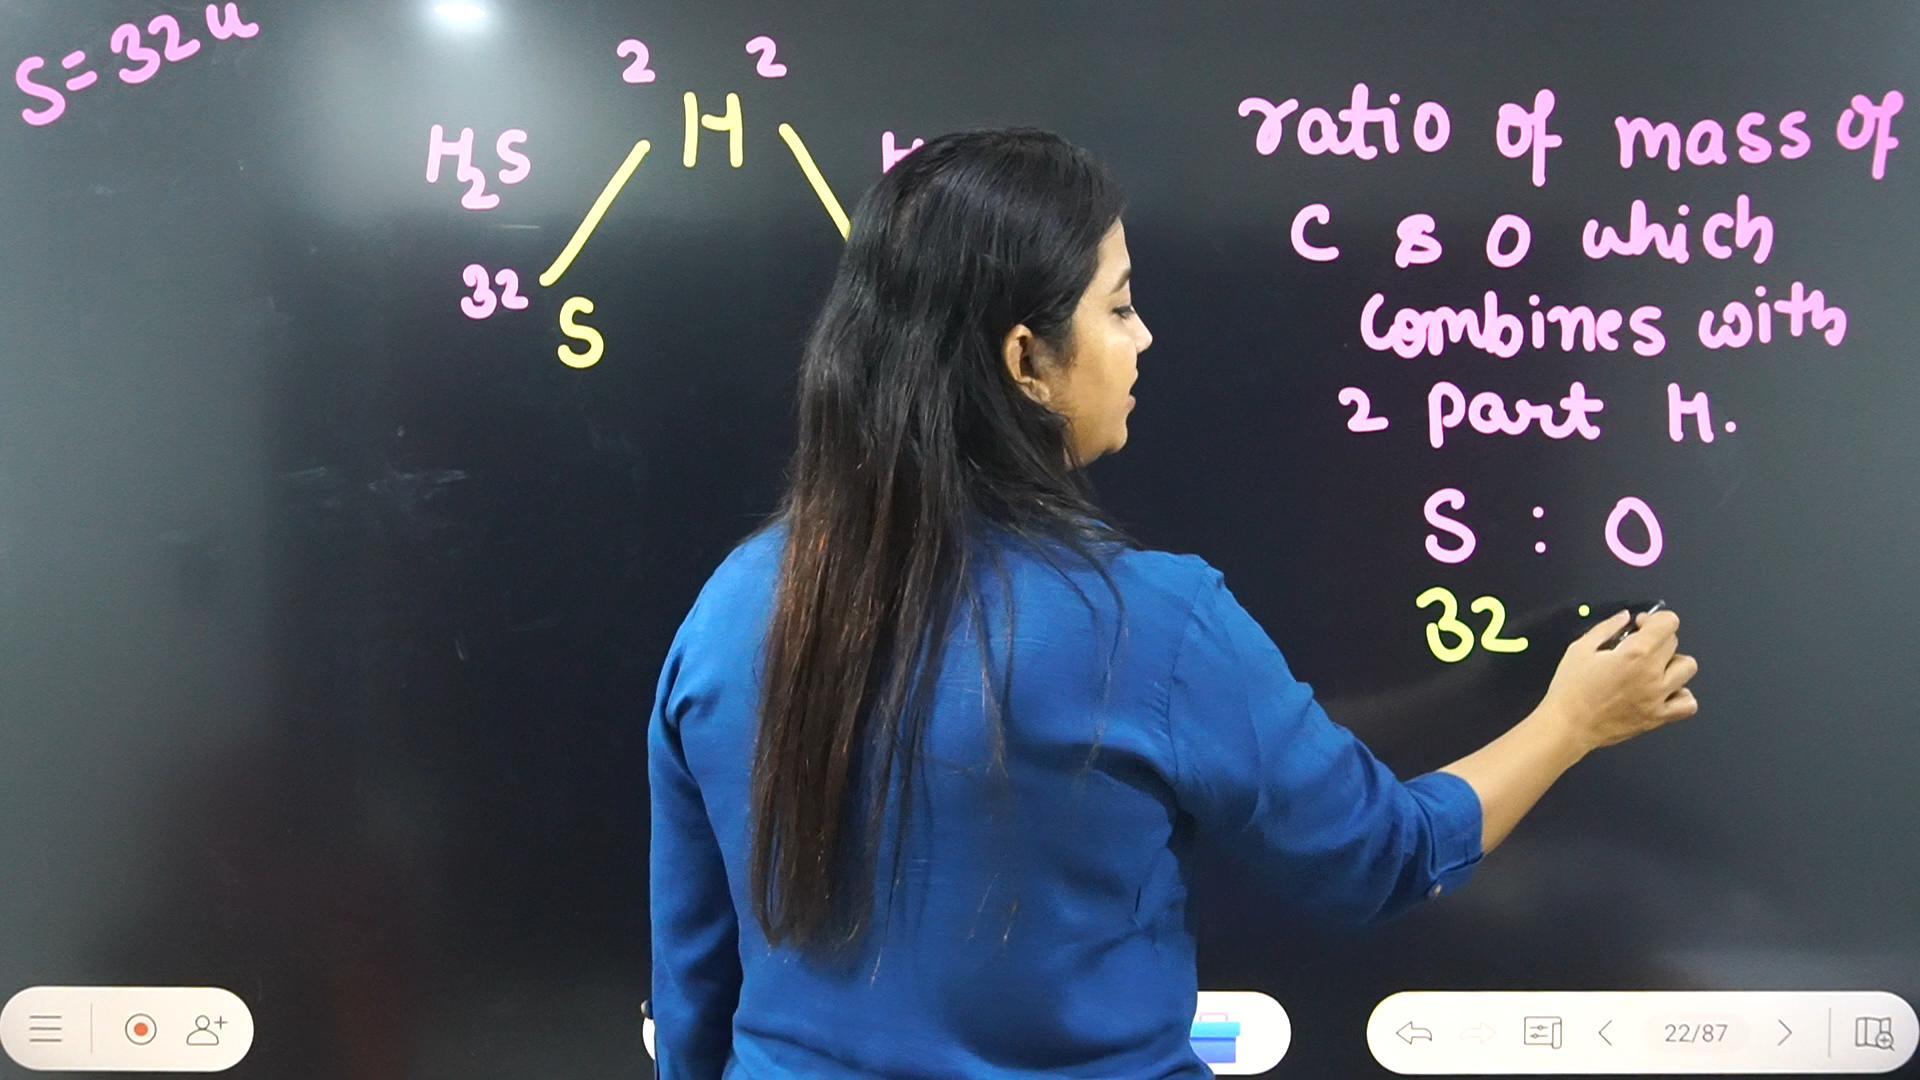 S=32u
2 H 2
H2S
H
32
S
ratio of mass of
C & O which
combines with
2 part H.
S : O
32 :
22/87